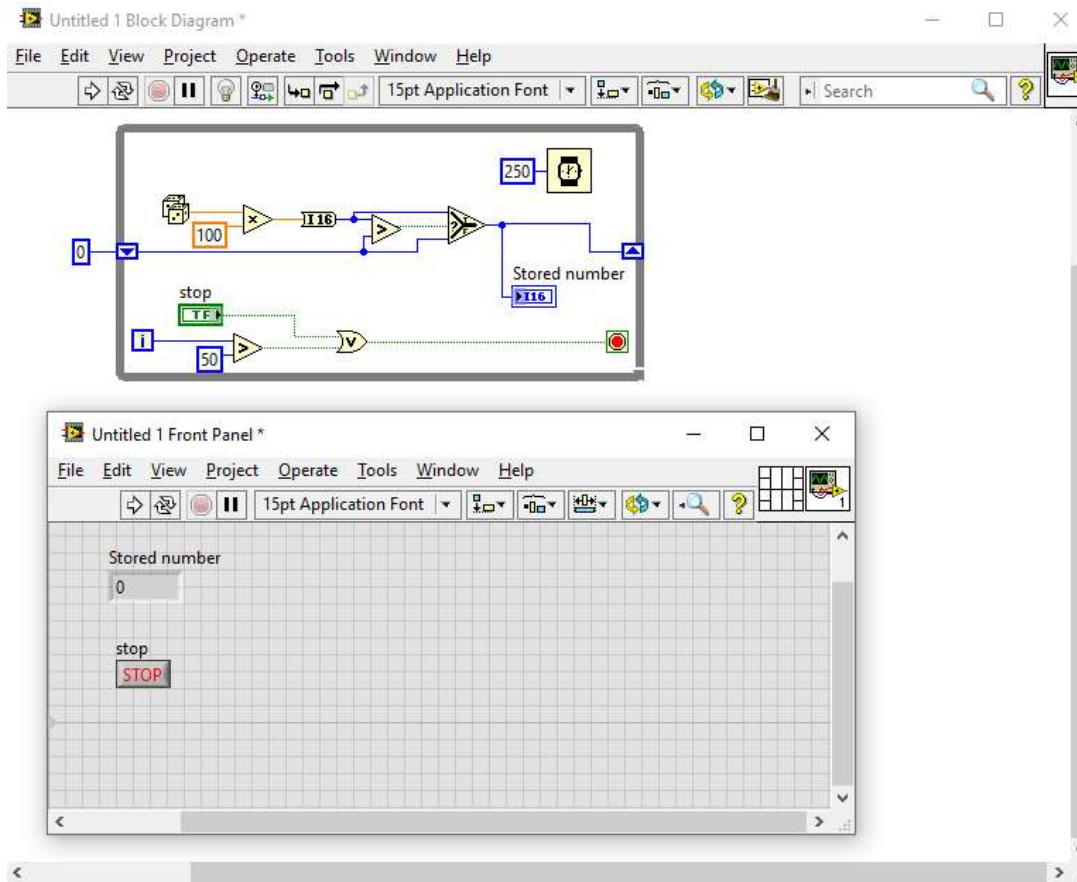 Untitled 1 Block Diagram *
File Edit View Project Operate Tools Window Help
15pt Application Font
Search
250
100
I16
0
Stored number
I16
stop
TF
i
50
Untitled 1 Front Panel *
File Edit View Project Operate Tools Window Help
15pt Application Font
1
Stored number
0
stop
STOP